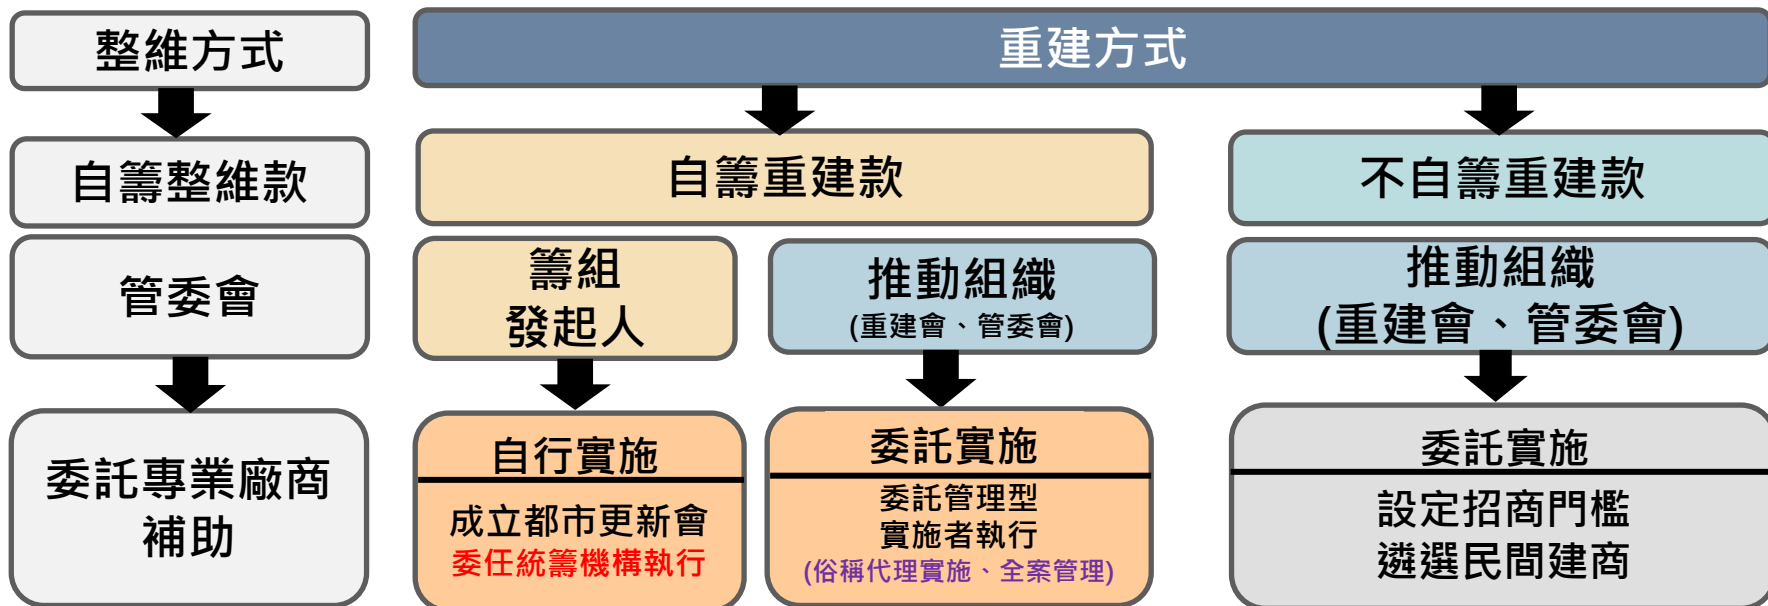 整維方式
重建方式
自籌整維款
自籌重建款
不自籌重建款
管委會
籌組
發起人
推動組織
(重建會、管委會)
推動組織
(重建會、管委會)
委託專業廠商
補助
自行實施
成立都市更新會
委任統籌機構執行
委託實施
委託管理型
實施者執行
(俗稱代理實施、全案管理)
委託實施
設定招商門檻
遴選民間建商